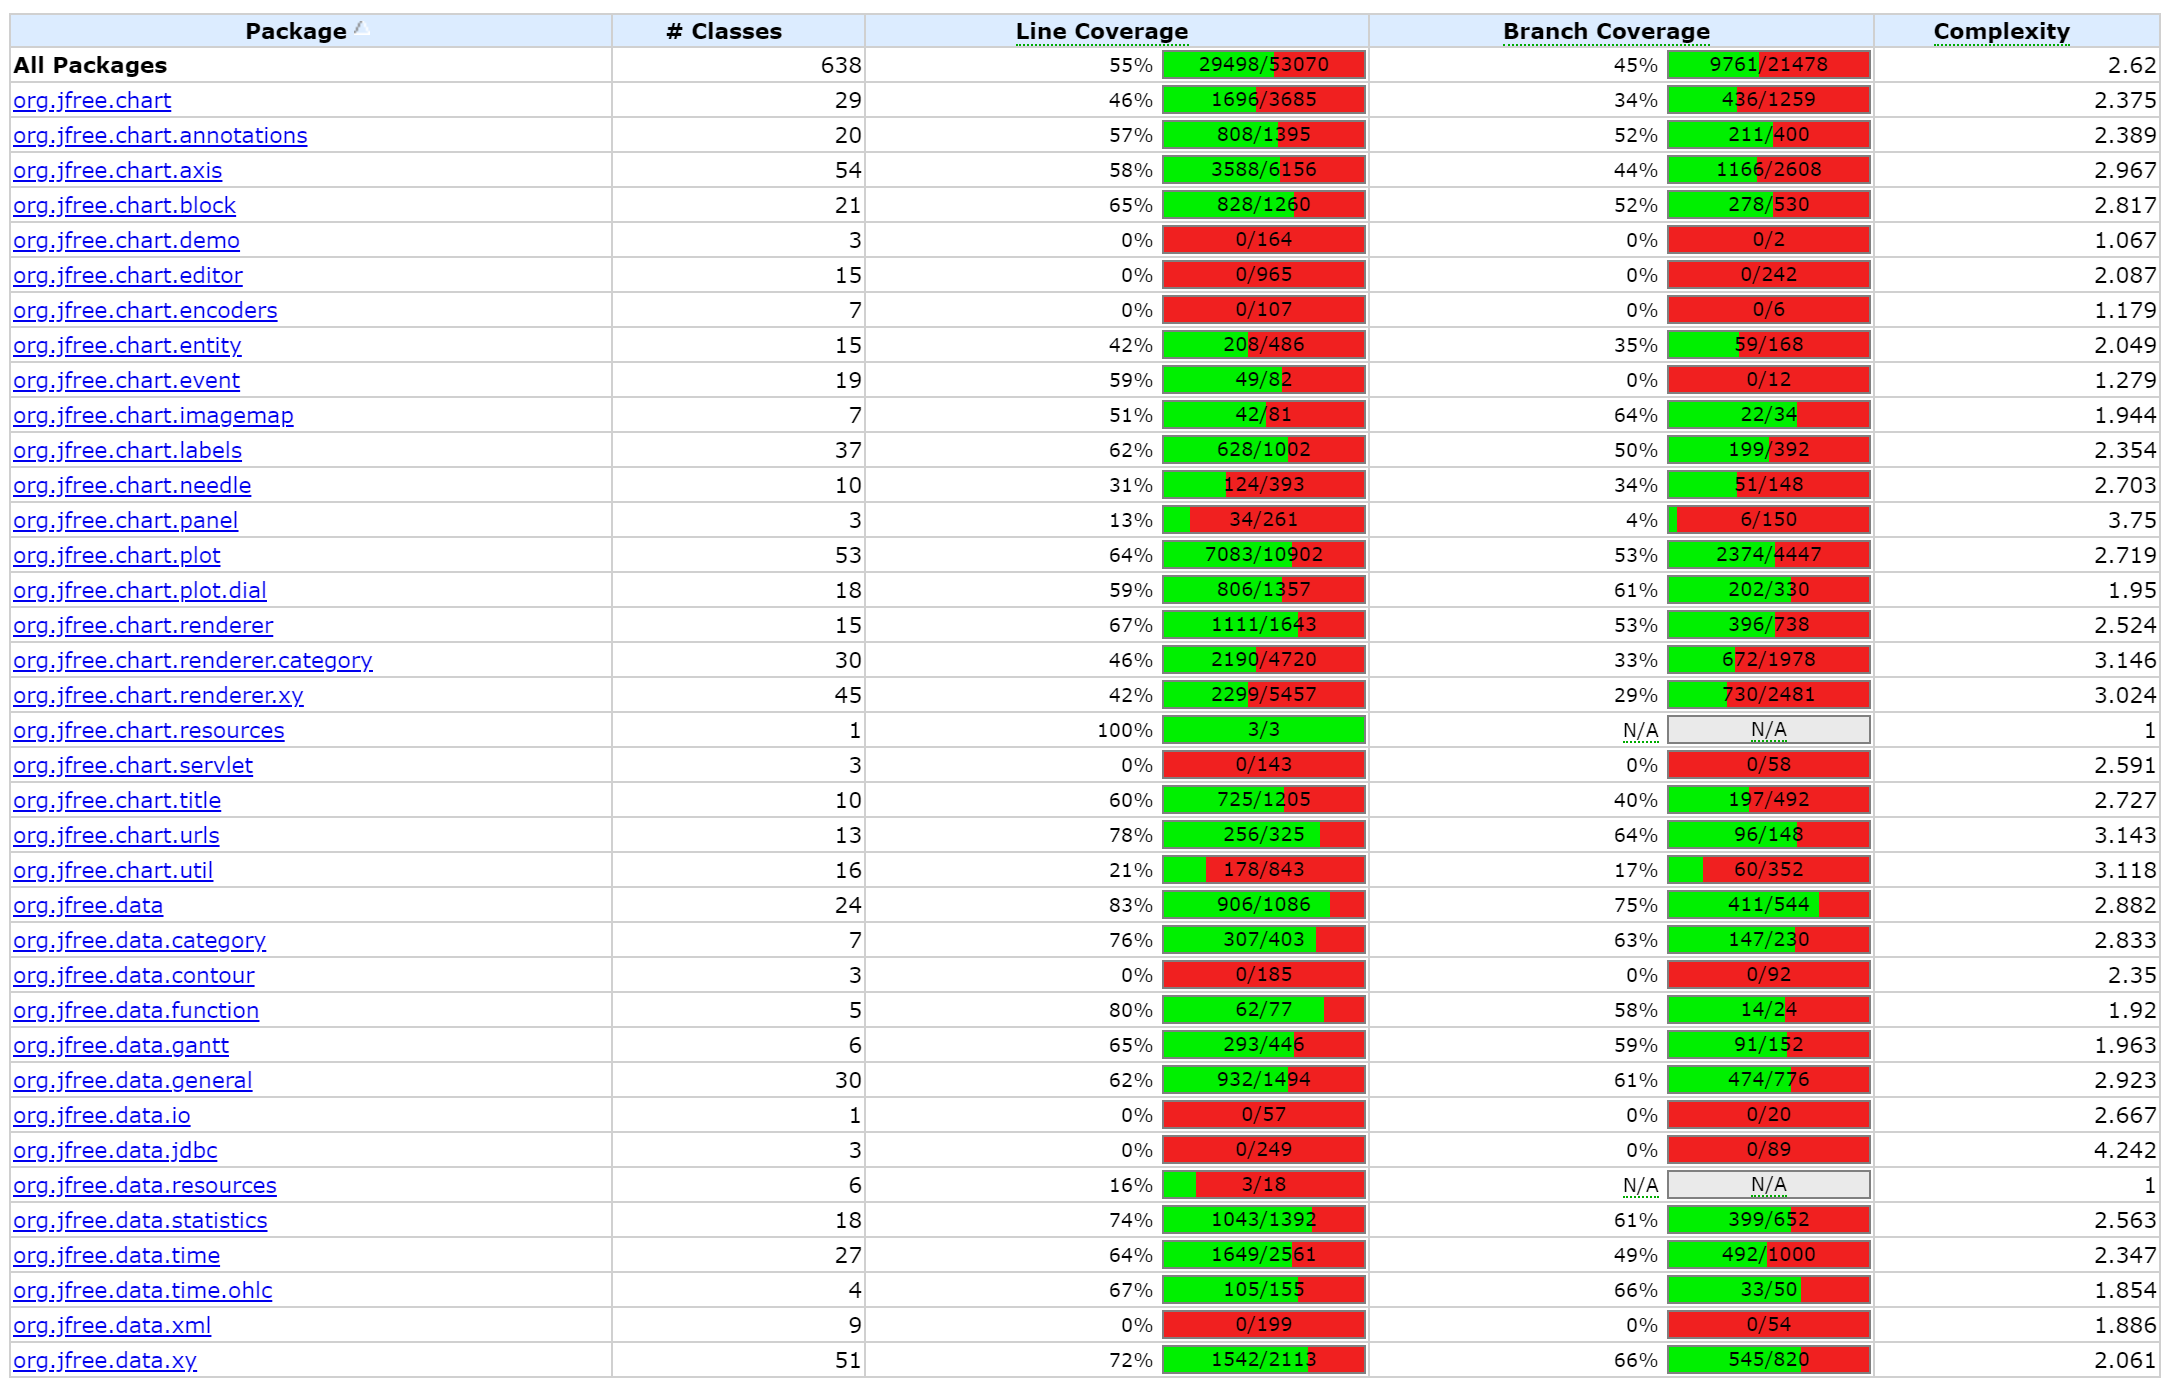 Package # Classes Line Coverage Branch Coverage Complexity
All Packages 638 55% 29498/53070 45% 9761/21478 2.62
org.jfree.chart 29 46% 1696/3685 34% 436/1259 2.375
org.jfree.chart.annotations 20 57% 808/1395 52% 211/400 2.389
org.jfree.chart.axis 54 58% 3588/6156 44% 1166/2608 2.967
org.jfree.chart.block 21 65% 828/1260 52% 278/530 2.817
org.jfree.chart.demo 3 0% 0/164 0% 0/2 1.067
org.jfree.chart.editor 15 0% 0/965 0% 0/242 2.087
org.jfree.chart.encoders 7 0% 0/107 0% 0/6 1.179
org.jfree.chart.entity 15 42% 208/486 35% 59/168 2.049
org.jfree.chart.event 19 59% 49/82 0% 0/12 1.279
org.jfree.chart.imagemap 7 51% 42/81 64% 22/34 1.944
org.jfree.chart.labels 37 62% 628/1002 50% 199/392 2.354
org.jfree.chart.needle 10 31% 124/393 34% 51/148 2.703
org.jfree.chart.panel 3 13% 34/261 4% 6/150 3.75
org.jfree.chart.plot 53 64% 7083/10902 53% 2374/4447 2.719
org.jfree.chart.plot.dial 18 59% 806/1357 61% 202/330 1.95
org.jfree.chart.renderer 15 67% 1111/1643 53% 396/738 2.524
org.jfree.chart.renderer.category 30 46% 2190/4720 33% 672/1978 3.146
org.jfree.chart.renderer.xy 45 42% 2299/5457 29% 730/2481 3.024
org.jfree.chart.resources 1 100% 3/3 N/A N/A 1
org.jfree.chart.servlet 3 0% 0/143 0% 0/58 2.591
org.jfree.chart.title 10 60% 725/1205 40% 197/492 2.727
org.jfree.chart.urls 13 78% 256/325 64% 96/148 3.143
org.jfree.chart.util 16 21% 178/843 17% 60/352 3.118
org.jfree.data 24 83% 906/1086 75% 411/544 2.882
org.jfree.data.category 7 76% 307/403 63% 147/230 2.833
org.jfree.data.contour 3 0% 0/185 0% 0/92 2.35
org.jfree.data.function 5 80% 62/77 58% 14/24 1.92
org.jfree.data.gantt 6 65% 293/446 59% 91/152 1.963
org.jfree.data.general 30 62% 932/1494 61% 474/776 2.923
org.jfree.data.io 1 0% 0/57 0% 0/20 2.667
org.jfree.data.jdbc 3 0% 0/249 0% 0/89 4.242
org.jfree.data.resources 6 16% 3/18 N/A N/A 1
org.jfree.data.statistics 18 74% 1043/1392 61% 399/652 2.563
org.jfree.data.time 27 64% 1649/2561 49% 492/1000 2.347
org.jfree.data.time.ohlc 4 67% 105/155 66% 33/50 1.854
org.jfree.data.xml 9 0% 0/199 0% 0/54 1.886
org.jfree.data.xy 51 72% 1542/2113 66% 545/820 2.061